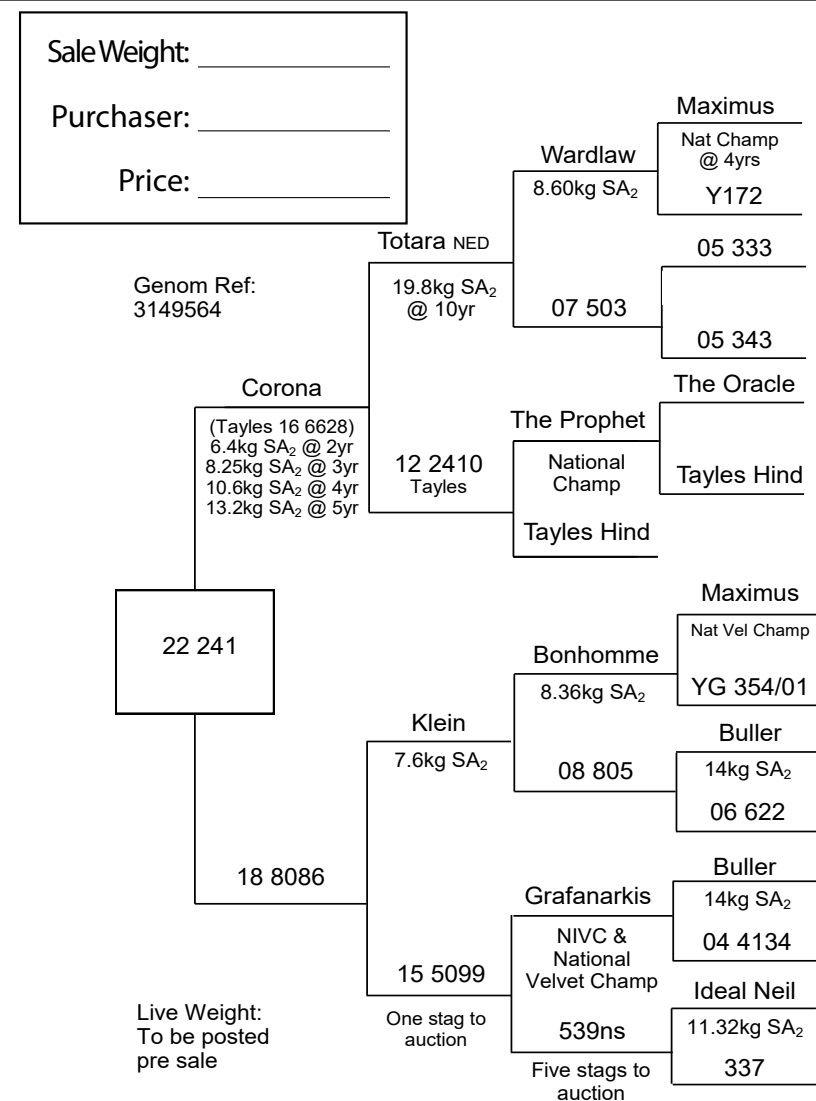 Sale Weight:
Purchaser:
Price:
Genom Ref:
3149564
Maximus
Nat Champ
@ 4yrs
Y172
Wardlaw
8.60kg SA₂
05 333
07 503
05 343
Totara NED
19.8kg SA₂
@ 10yr
The Oracle
The Prophet
National
Champ
Tayles Hind
12 2410
Tayles
Tayles Hind
Corona
(Tayles 16 6628)
6.4kg SA₂ @ 2yr
8.25kg SA₂ @ 3yr
10.6kg SA₂ @ 4yr
13.2kg SA₂ @ 5yr
22 241
Maximus
Nat Vel Champ
YG 354/01
Bonhomme
8.36kg SA₂
Buller
14kg SA₂
06 622
08 805
Klein
7.6kg SA₂
18 8086
Buller
14kg SA₂
04 4134
Grafanarkis
NIVC &
National
Velvet Champ
Ideal Neil
11.32kg SA₂
337
539ns
Five stags to
auction
15 5099
One stag to
auction
Live Weight:
To be posted
pre sale